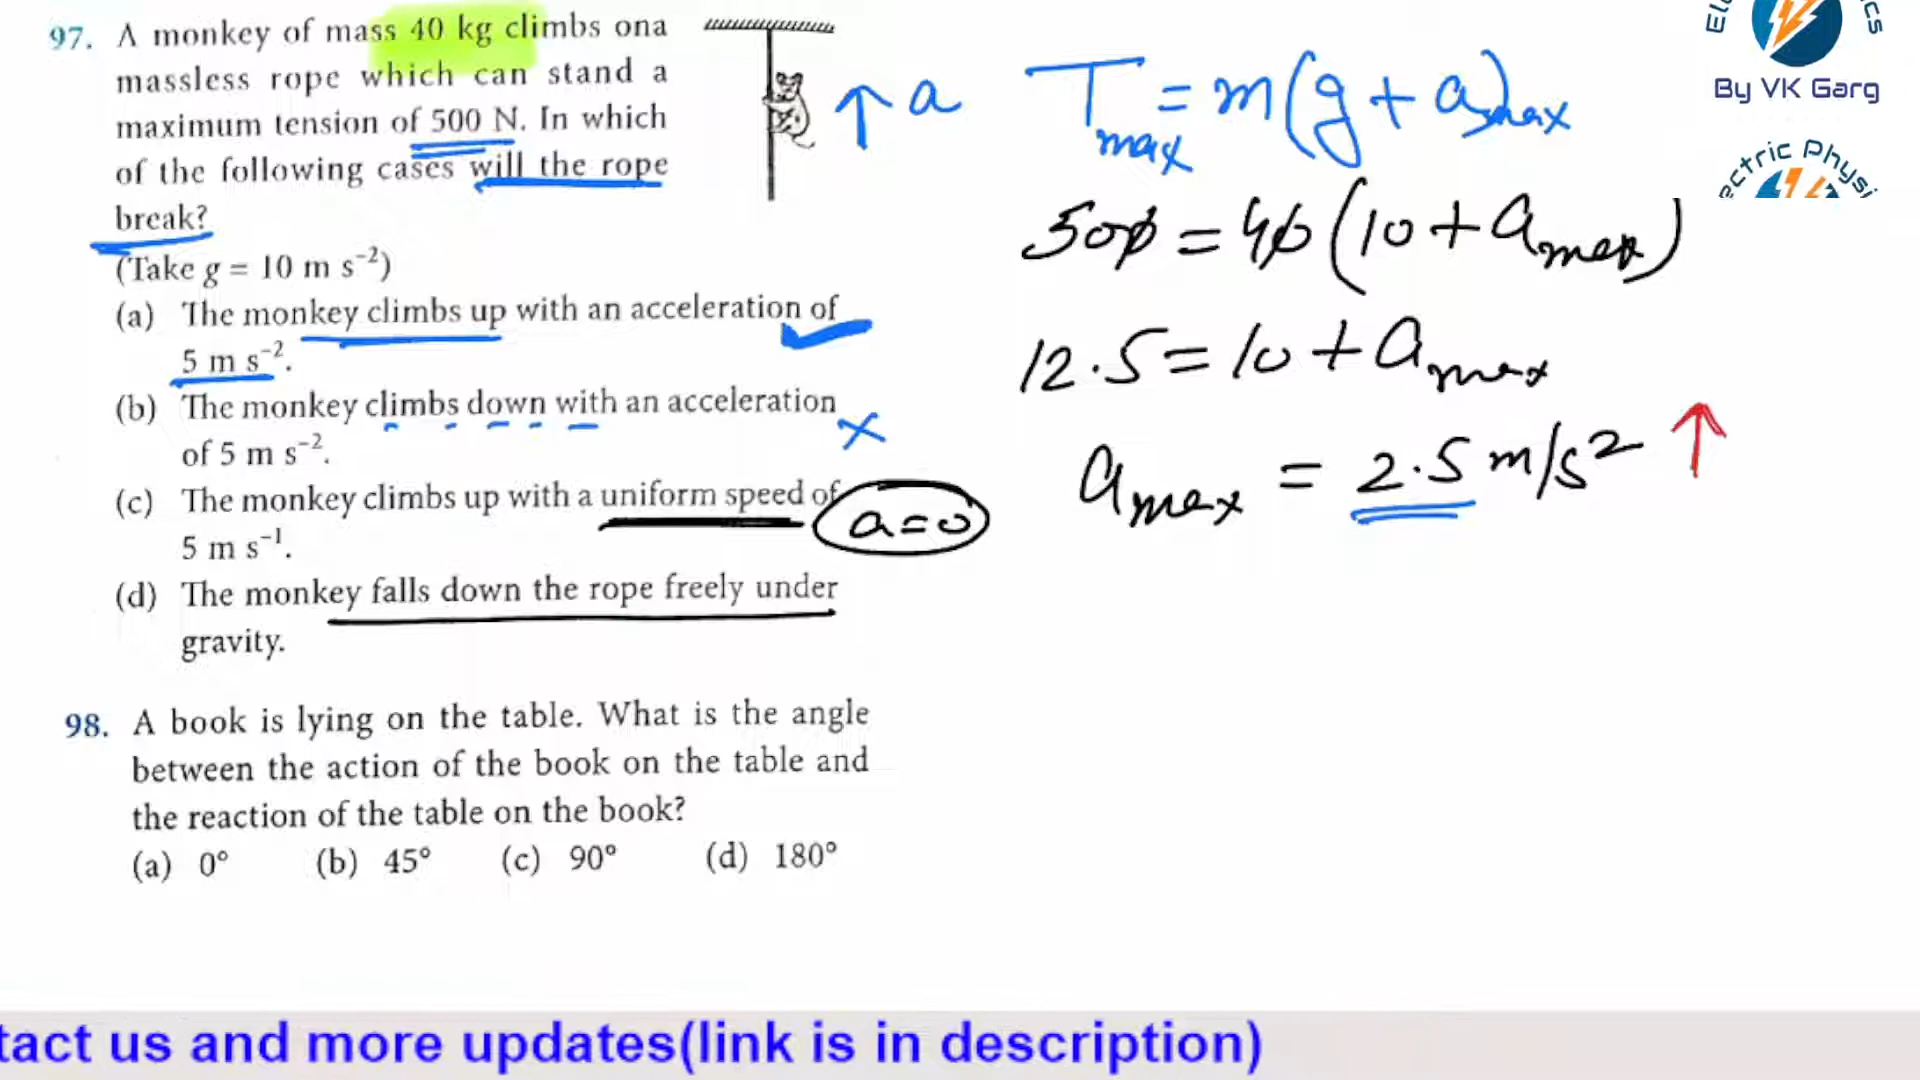 97. A monkey of mass 40 kg climbs ona
massless rope which can stand a
maximum tension of 500 N. In which
of the following cases will the rope
break?
(Take g = 10 m s⁻²)
(a) The monkey climbs up with an acceleration of
5 m s⁻².
(b) The monkey climbs down with an acceleration
of 5 m s⁻².
(c) The monkey climbs up with a uniform speed of
5 m s⁻¹.
(d) The monkey falls down the rope freely under
gravity.
a
a=0
T max = m(g + a) max
500 = 40 (10 + a max)
12.5 = 10 + a max
a max = 2.5 m/s²
By VK Garg
98. A book is lying on the table. What is the angle
between the action of the book on the table and
the reaction of the table on the book?
(a) 0° (b) 45° (c) 90° (d) 180°
tact us and more updates(link is in description)